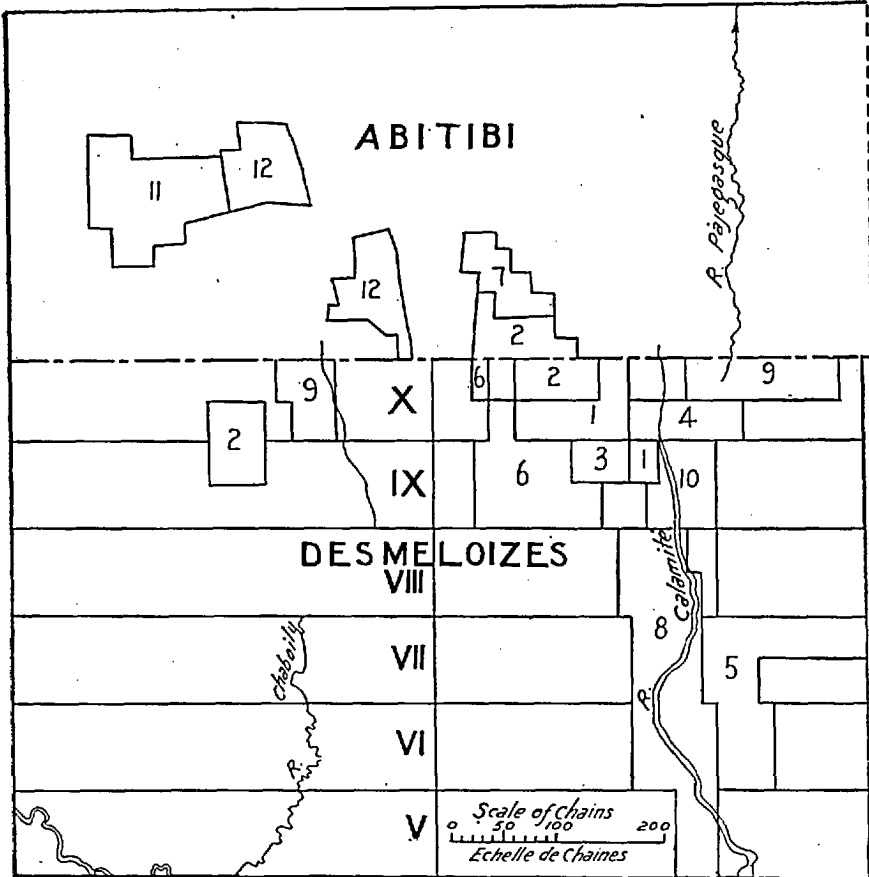 ABITIBI
11
12
R. Pajegasque
12
7
2
9
X
6
2
9
1
4
2
IX
6
3
1
10
DESMELOIZES
VIII
R. Calamité
8
R. Chaboily
VII
5
VI
V
Scale of Chains
0 50 100 200
Echelle de Chaines